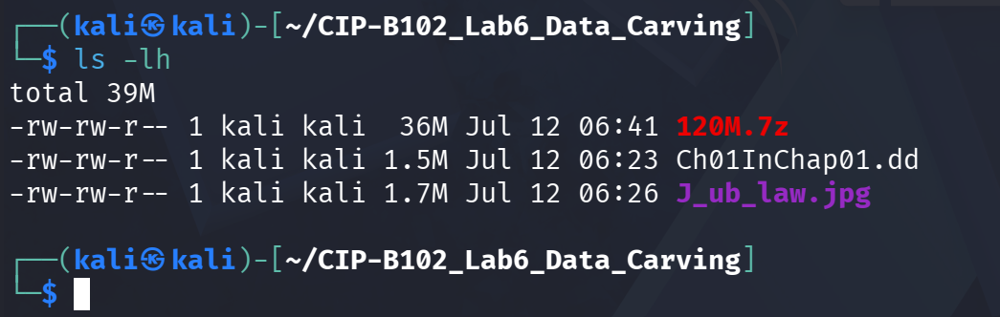 ┌──(kali㉿kali)-[~/CIP-B102_Lab6_Data_Carving]
└─$ ls -lh
total 39M
-rw-rw-r-- 1 kali kali  36M Jul 12 06:41 120M.7z
-rw-rw-r-- 1 kali kali 1.5M Jul 12 06:23 Ch01InChap01.dd
-rw-rw-r-- 1 kali kali 1.7M Jul 12 06:26 J_ub_law.jpg
┌──(kali㉿kali)-[~/CIP-B102_Lab6_Data_Carving]
└─$